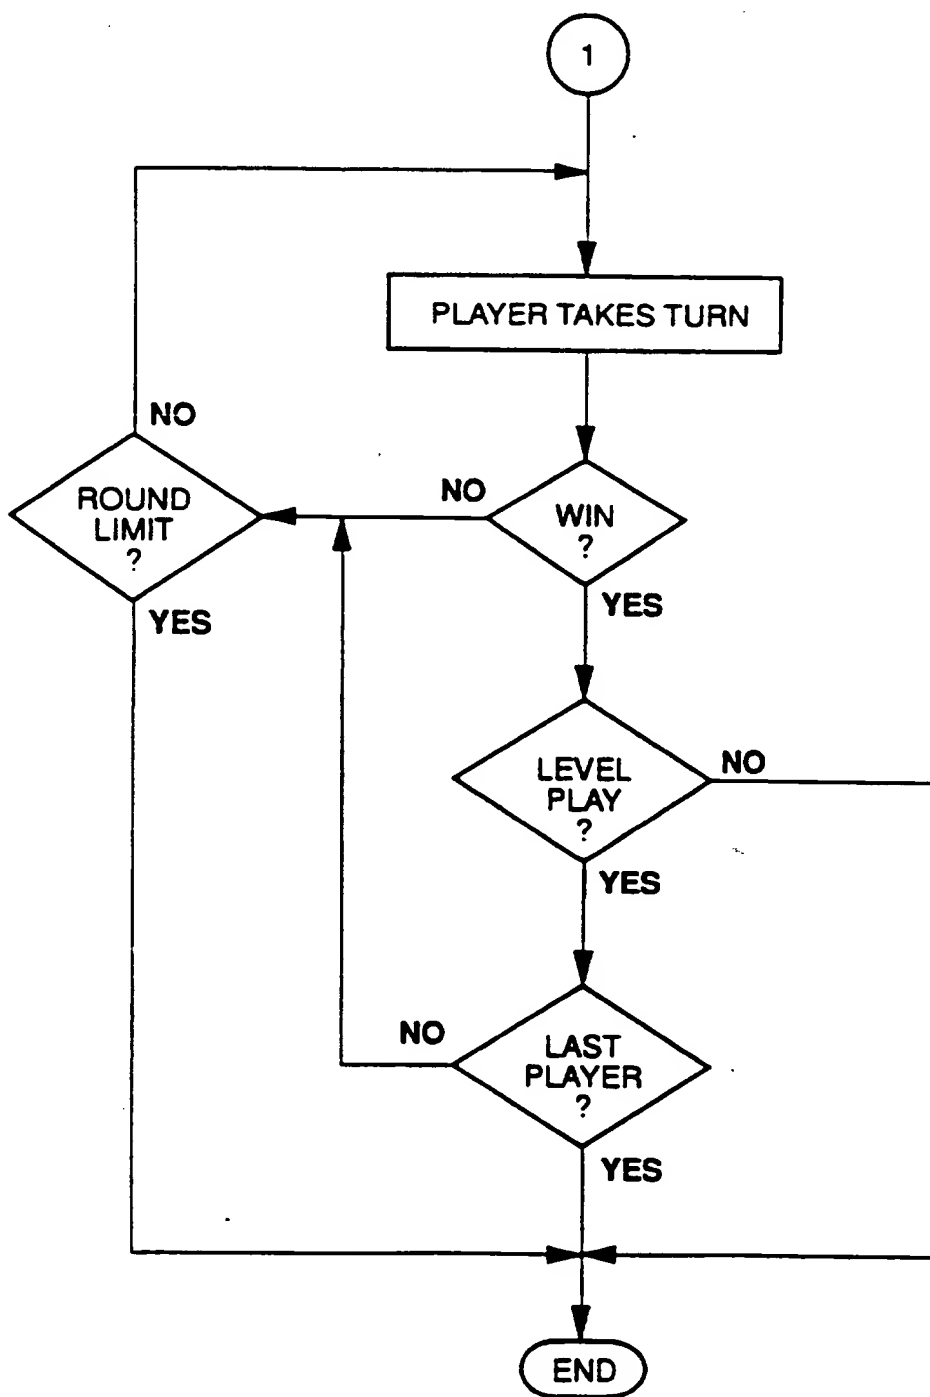 1
PLAYER TAKES TURN
NO
ROUND
LIMIT
?
YES
NO
WIN
?
YES
LEVEL
PLAY
?
NO
YES
NO
LAST
PLAYER
?
YES
END